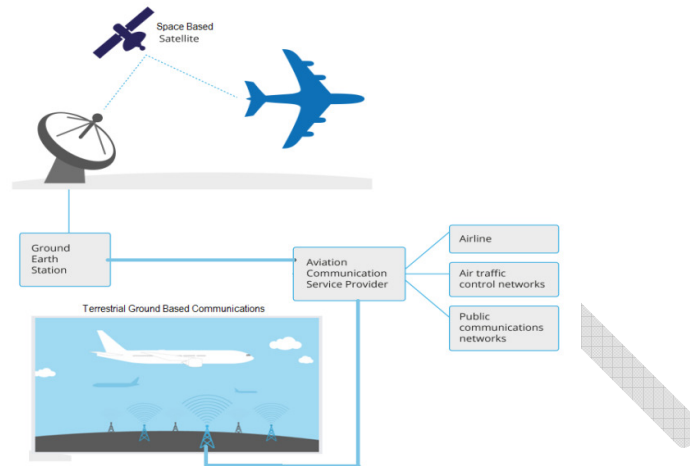 Space Based
Satellite
Ground
Earth
Station
Aviation
Communication
Service Provider
Airline
Air traffic
control networks
Public
communications
networks
Terrestrial Ground Based Communications